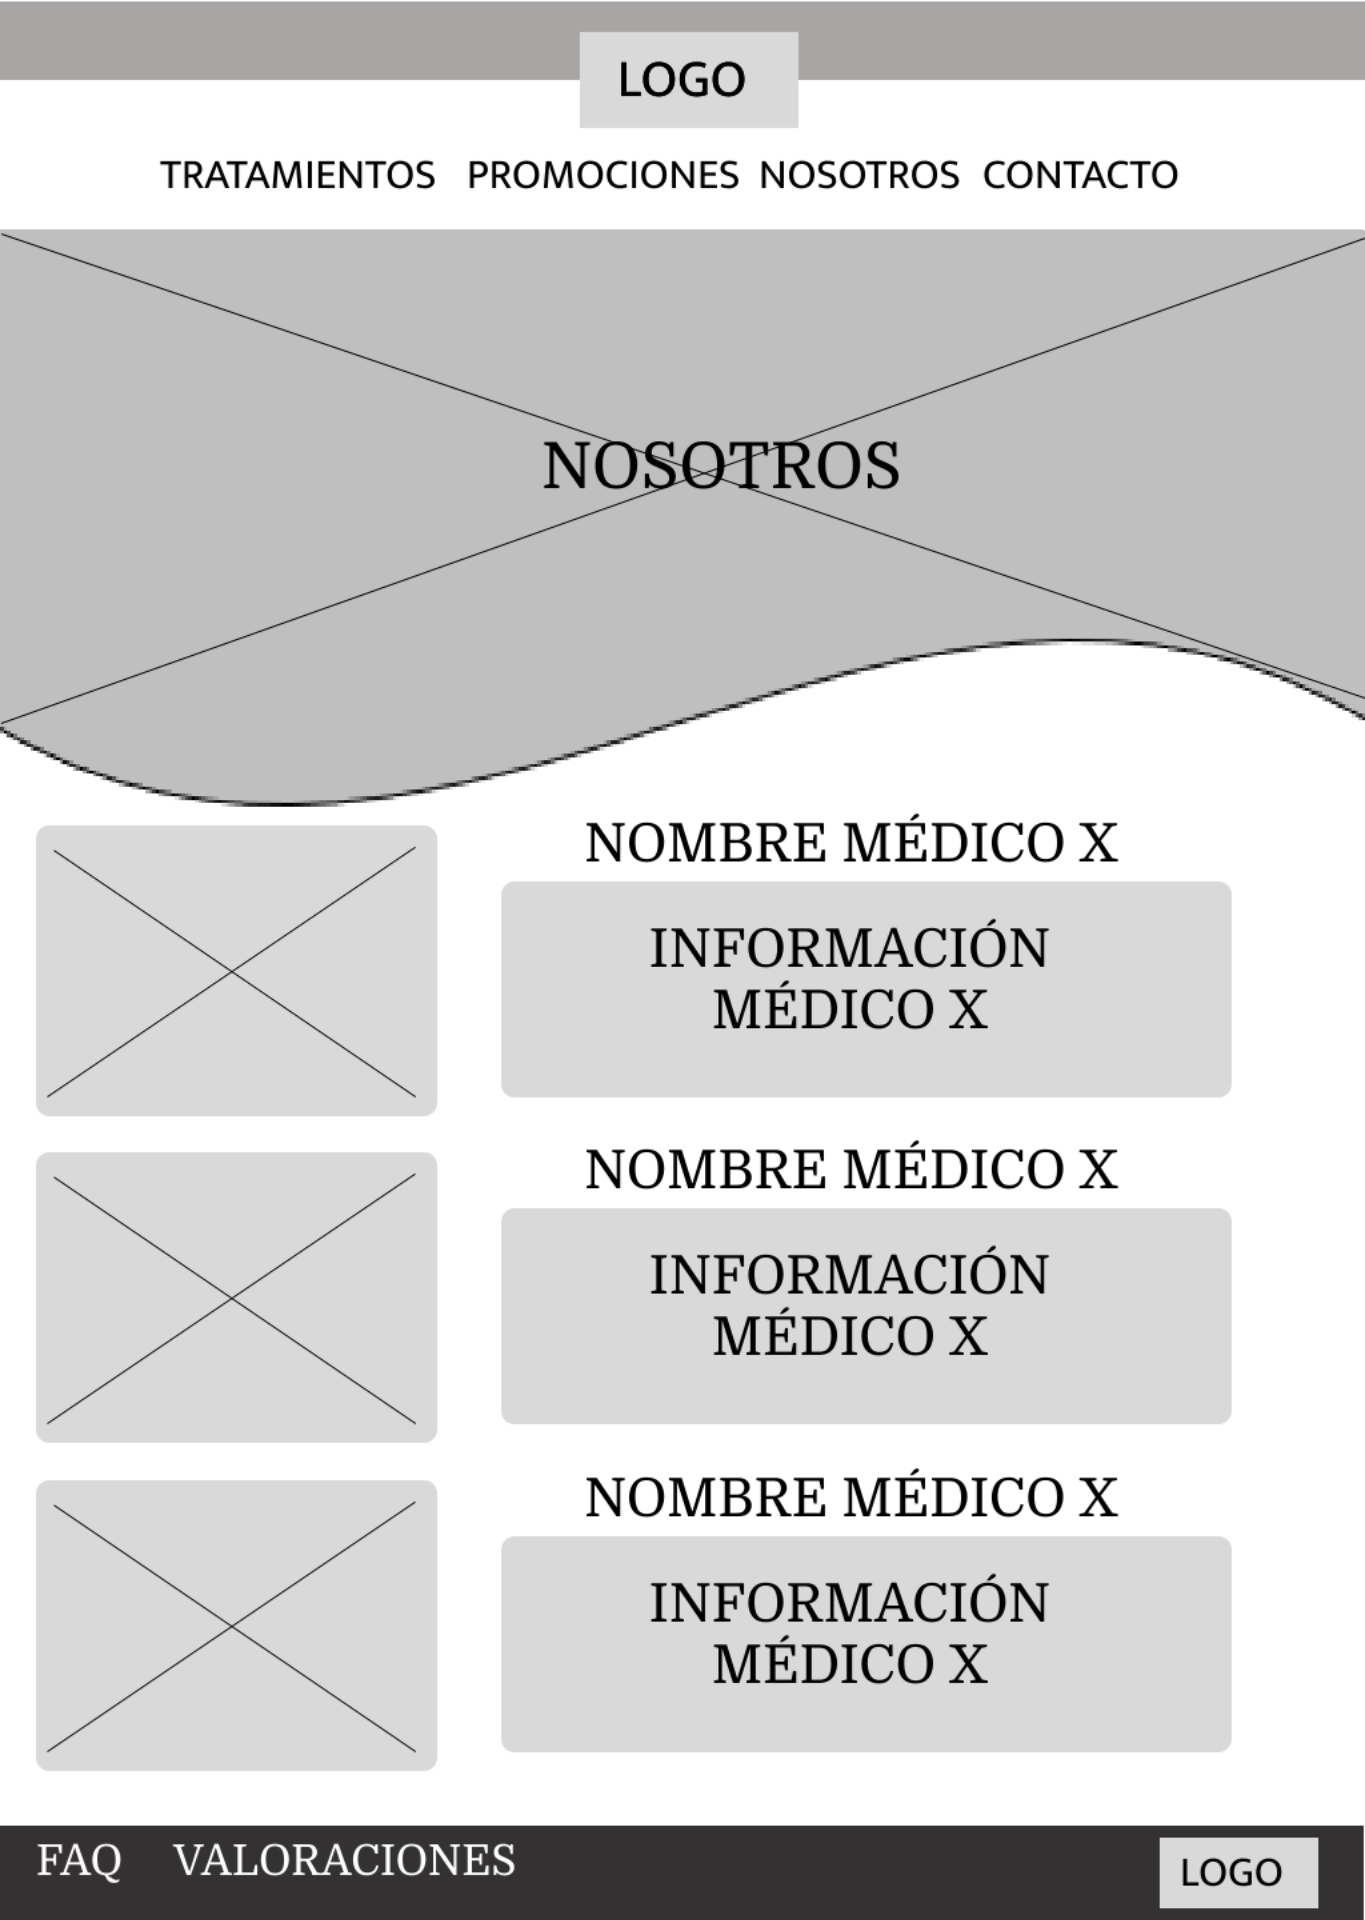 LOGO
TRATAMIENTOS PROMOCIONES NOSOTROS CONTACTO
NOSOTROS
NOMBRE MÉDICO X
INFORMACIÓN
MÉDICO X
NOMBRE MÉDICO X
INFORMACIÓN
MÉDICO X
NOMBRE MÉDICO X
INFORMACIÓN
MÉDICO X
FAQ VALORACIONES LOGO